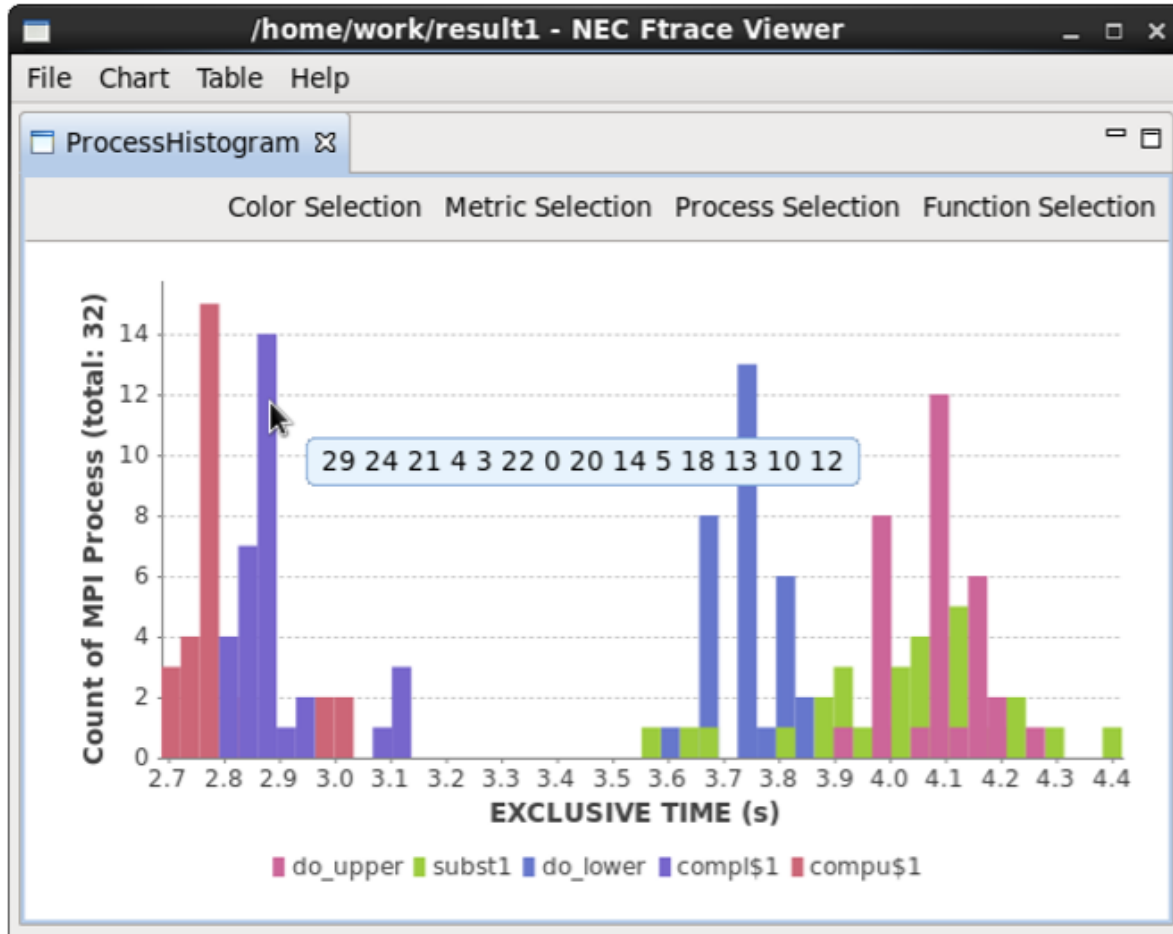 /home/work/result1 - NEC Ftrace Viewer
File Chart Table Help
ProcessHistogram
Color Selection Metric Selection Process Selection Function Selection
Count of MPI Process (total: 32)
14
12
10
8
6
4
2
0
29 24 21 4 3 22 0 20 14 5 18 13 10 12
2.7 2.8 2.9 3.0 3.1 3.2 3.3 3.4 3.5 3.6 3.7 3.8 3.9 4.0 4.1 4.2 4.3 4.4
EXCLUSIVE TIME (s)
do_upper subst1 do_lower compl$1 compu$1